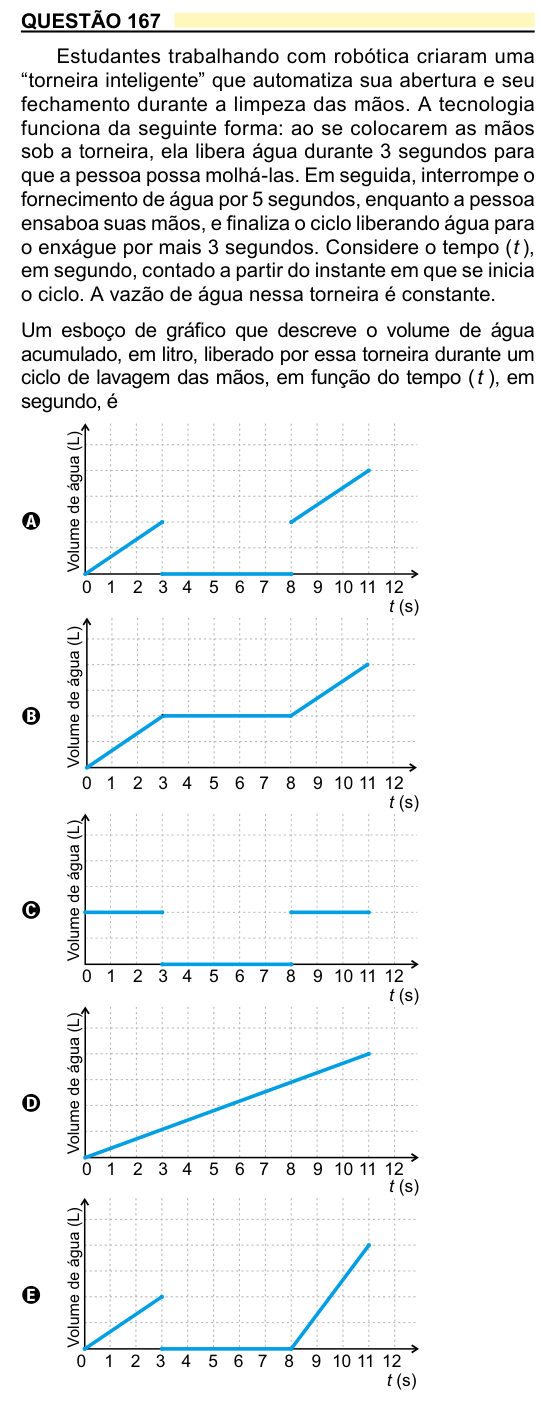 QUESTÃO 167
Estudantes trabalhando com robótica criaram uma
“torneira inteligente” que automatiza sua abertura e seu
fechamento durante a limpeza das mãos. A tecnologia
funciona da seguinte forma: ao se colocarem as mãos
sob a torneira, ela libera água durante 3 segundos para
que a pessoa possa molhá-las. Em seguida, interrompe o
fornecimento de água por 5 segundos, enquanto a pessoa
ensaboa suas mãos, e finaliza o ciclo liberando água para
o enxágue por mais 3 segundos. Considere o tempo (t),
em segundo, contado a partir do instante em que se inicia
o ciclo. A vazão de água nessa torneira é constante.
Um esboço de gráfico que descreve o volume de água
acumulado, em litro, liberado por essa torneira durante um
ciclo de lavagem das mãos, em função do tempo (t), em
segundo, é
A
Volume de água (L)
0 1 2 3 4 5 6 7 8 9 10 11 12
t (s)
B
Volume de água (L)
0 1 2 3 4 5 6 7 8 9 10 11 12
t (s)
C
Volume de água (L)
0 1 2 3 4 5 6 7 8 9 10 11 12
t (s)
D
Volume de água (L)
0 1 2 3 4 5 6 7 8 9 10 11 12
t (s)
E
Volume de água (L)
0 1 2 3 4 5 6 7 8 9 10 11 12
t (s)